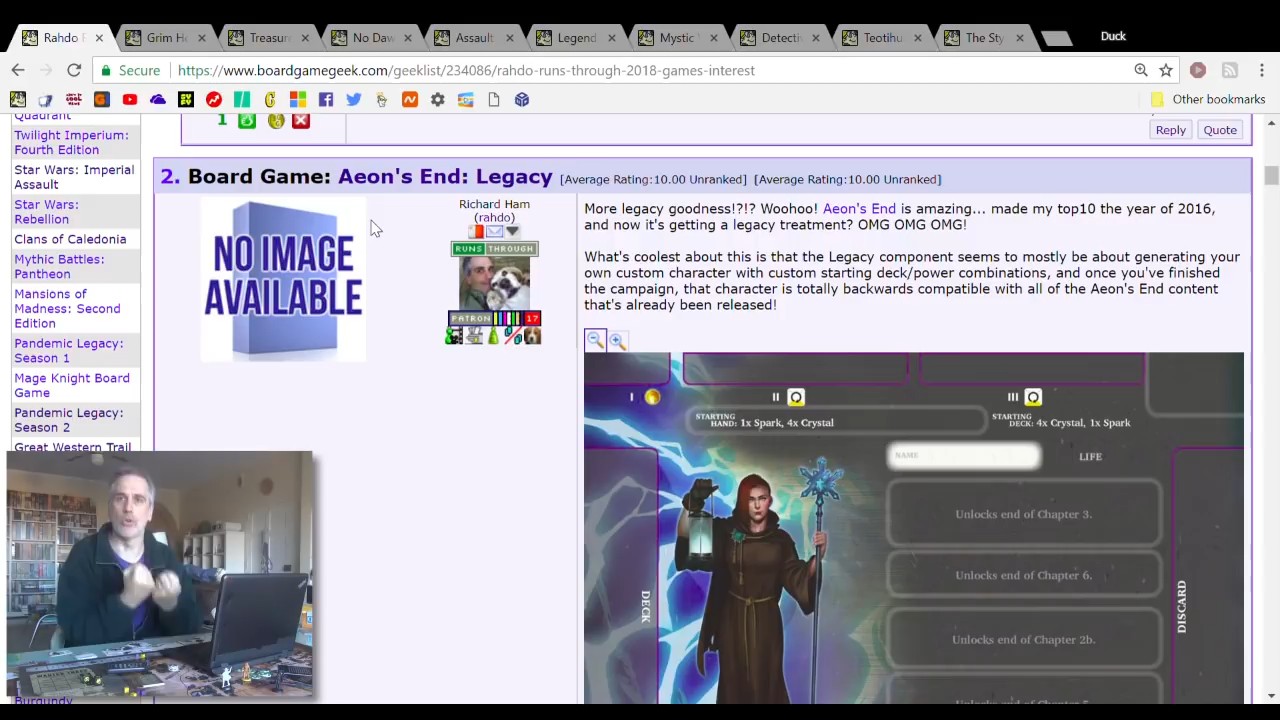 Rahdo
Grim H
Treasur
No Daw
Assault
Legend
Mystic
Detecti
Teotihu
The Sty
Duck
Secure
https://www.boardgamegeek.com/geeklist/234086/rahdo-runs-through-2018-games-interest
Other bookmarks
Quadrant
Twilight Imperium:
Fourth Edition
Star Wars: Imperial
Assault
Star Wars:
Rebellion
Clans of Caledonia
Mythic Battles:
Pantheon
Mansions of
Madness: Second
Edition
Pandemic Legacy:
Season 1
Mage Knight Board
Game
Pandemic Legacy:
Season 2
Great Western Trail
Burgundy
1
Reply
Quote
2. Board Game: Aeon's End: Legacy [Average Rating:10.00 Unranked] [Average Rating:10.00 Unranked]
NO IMAGE
AVAILABLE
Richard Ham
(rahdo)
RUNS THROUGH
PATRON 17
More legacy goodness!?!? Woohoo! Aeon's End is amazing... made my top10 the year of 2016,
and now it's getting a legacy treatment? OMG OMG OMG!
What's coolest about this is that the Legacy component seems to mostly be about generating your
own custom character with custom starting deck/power combinations, and once you've finished
the campaign, that character is totally backwards compatible with all of the Aeon's End content
that's already been released!
I
II
III
STARTING
HAND: 1x Spark, 4x Crystal
STARTING
DECK: 4x Crystal, 1x Spark
NAME
LIFE
Unlocks end of Chapter 3.
Unlocks end of Chapter 6.
Unlocks end of Chapter 2b.
DECK
DISCARD